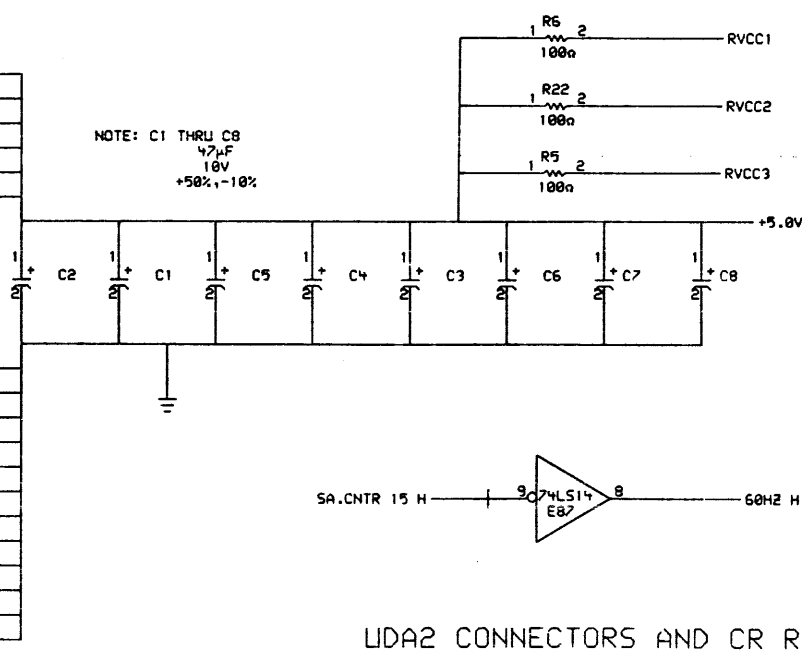 R6
1 2
100Ω
RVCC1
R22
1 2
100Ω
RVCC2
R5
1 2
100Ω
RVCC3
NOTE: C1 THRU C8
47µF
10V
+50%,-10%
+5.0V
1 1 1 1 1 1 1 1
+ C2 + C1 + C5 + C4 + C3 + C6 + C7 + C8
2 2 2 2 2 2 2 2
SA.CNTR 15 H 9 74LS14 8 60HZ H
E87
UDA2 CONNECTORS AND CR R